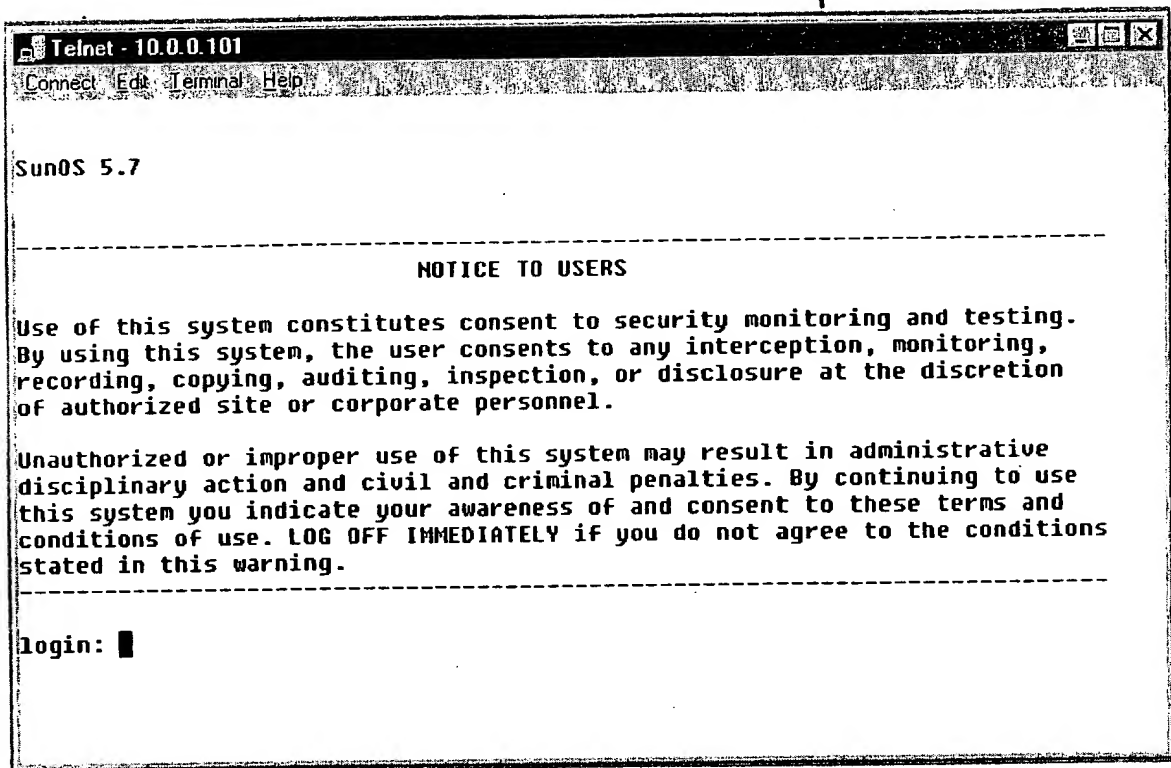 Telnet - 10.0.0.101
Connect Edit Terminal Help
SunOS 5.7
--------------------------------------------------------------------------------
NOTICE TO USERS
Use of this system constitutes consent to security monitoring and testing.
By using this system, the user consents to any interception, monitoring,
recording, copying, auditing, inspection, or disclosure at the discretion
of authorized site or corporate personnel.
Unauthorized or improper use of this system may result in administrative
disciplinary action and civil and criminal penalties. By continuing to use
this system you indicate your awareness of and consent to these terms and
conditions of use. LOG OFF IMMEDIATELY if you do not agree to the conditions
stated in this warning.
--------------------------------------------------------------------------------
login: